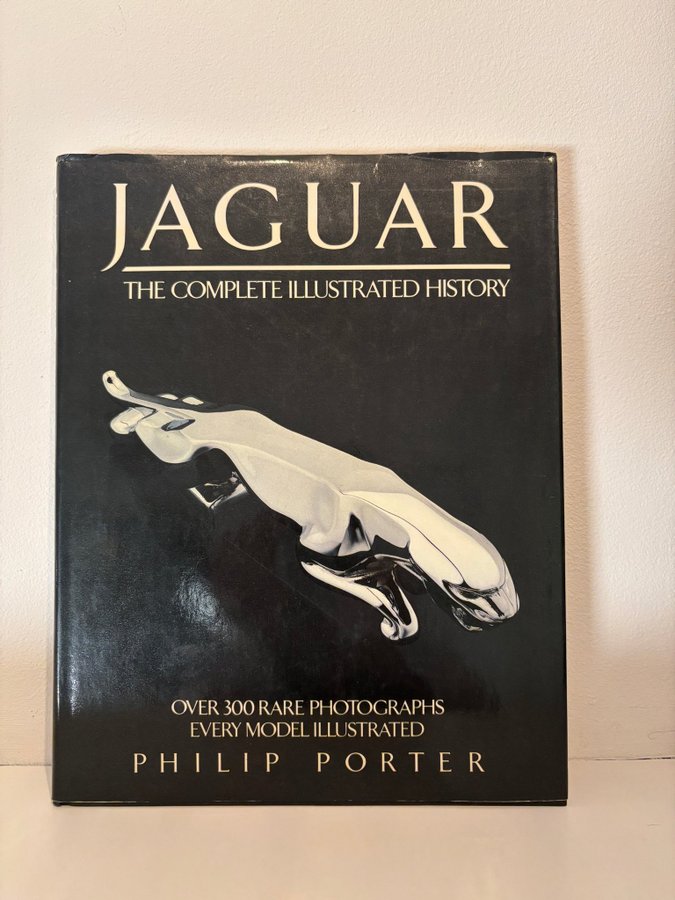 JAGUAR
THE COMPLETE ILLUSTRATED HISTORY
OVER 300 RARE PHOTOGRAPHS
EVERY MODEL ILLUSTRATED
PHILIP PORTER